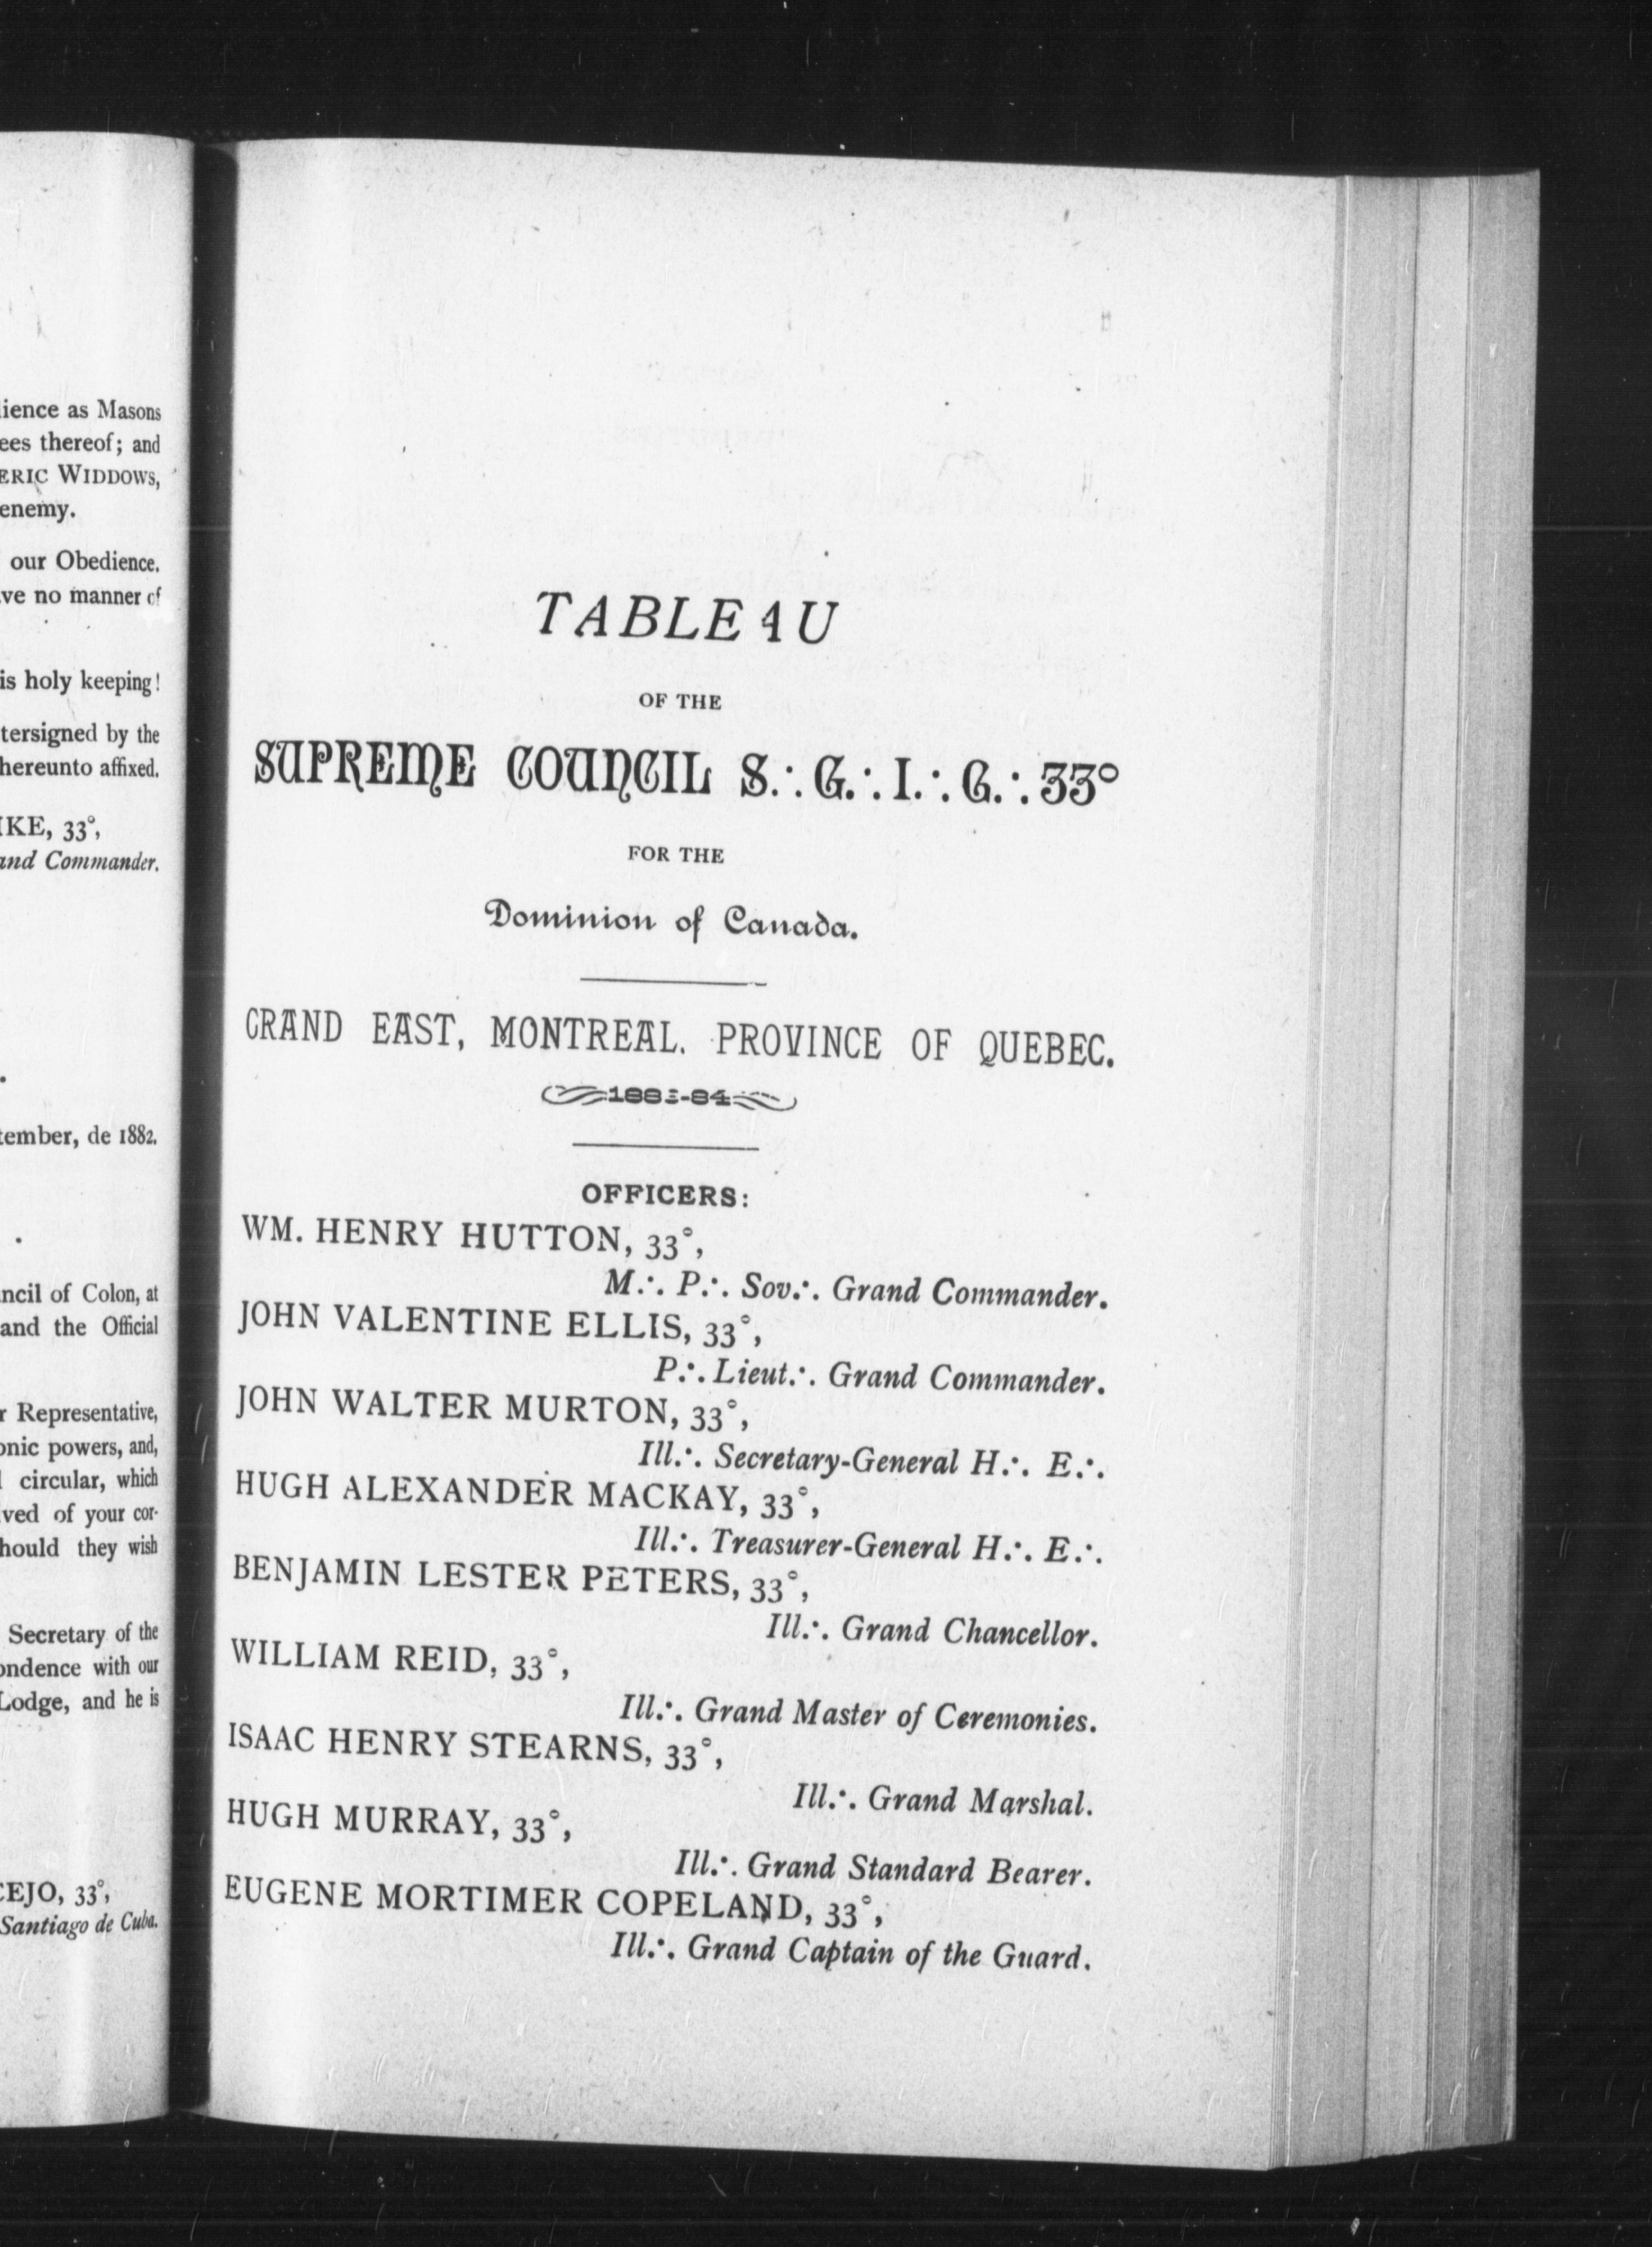 lience as Masons
ees thereof; and
ERIC WIDDOWS,
enemy.
our Obedience.
ve no manner of
is holy keeping!
tersigned by the
hereunto affixed.
IKE, 33°,
and Commander.
tember, de 1882.
ncil of Colon, at
and the Official
r Representative,
onic powers, and,
circular, which
ved of your cor-
hould they wish
Secretary of the
ondence with our
Lodge, and he is
CEJO, 33°,
Santiago de Cuba.
TABLEAU
OF THE
SUPREME COUNCIL S.∴G.∴I.∴G.∴33°
FOR THE
Dominion of Canada.
GRAND EAST, MONTREAL. PROVINCE OF QUEBEC.
1883-84
OFFICERS:
WM. HENRY HUTTON, 33°,
M.∴ P.∴ Sov.∴ Grand Commander.
JOHN VALENTINE ELLIS, 33°,
P.∴ Lieut.∴ Grand Commander.
JOHN WALTER MURTON, 33°,
Ill.∴ Secretary-General H.∴ E.∴
HUGH ALEXANDER MACKAY, 33°,
Ill.∴ Treasurer-General H.∴ E.∴
BENJAMIN LESTER PETERS, 33°,
Ill.∴ Grand Chancellor.
WILLIAM REID, 33°,
Ill.∴ Grand Master of Ceremonies.
ISAAC HENRY STEARNS, 33°,
Ill.∴ Grand Marshal.
HUGH MURRAY, 33°,
Ill.∴ Grand Standard Bearer.
EUGENE MORTIMER COPELAND, 33°,
Ill.∴ Grand Captain of the Guard.